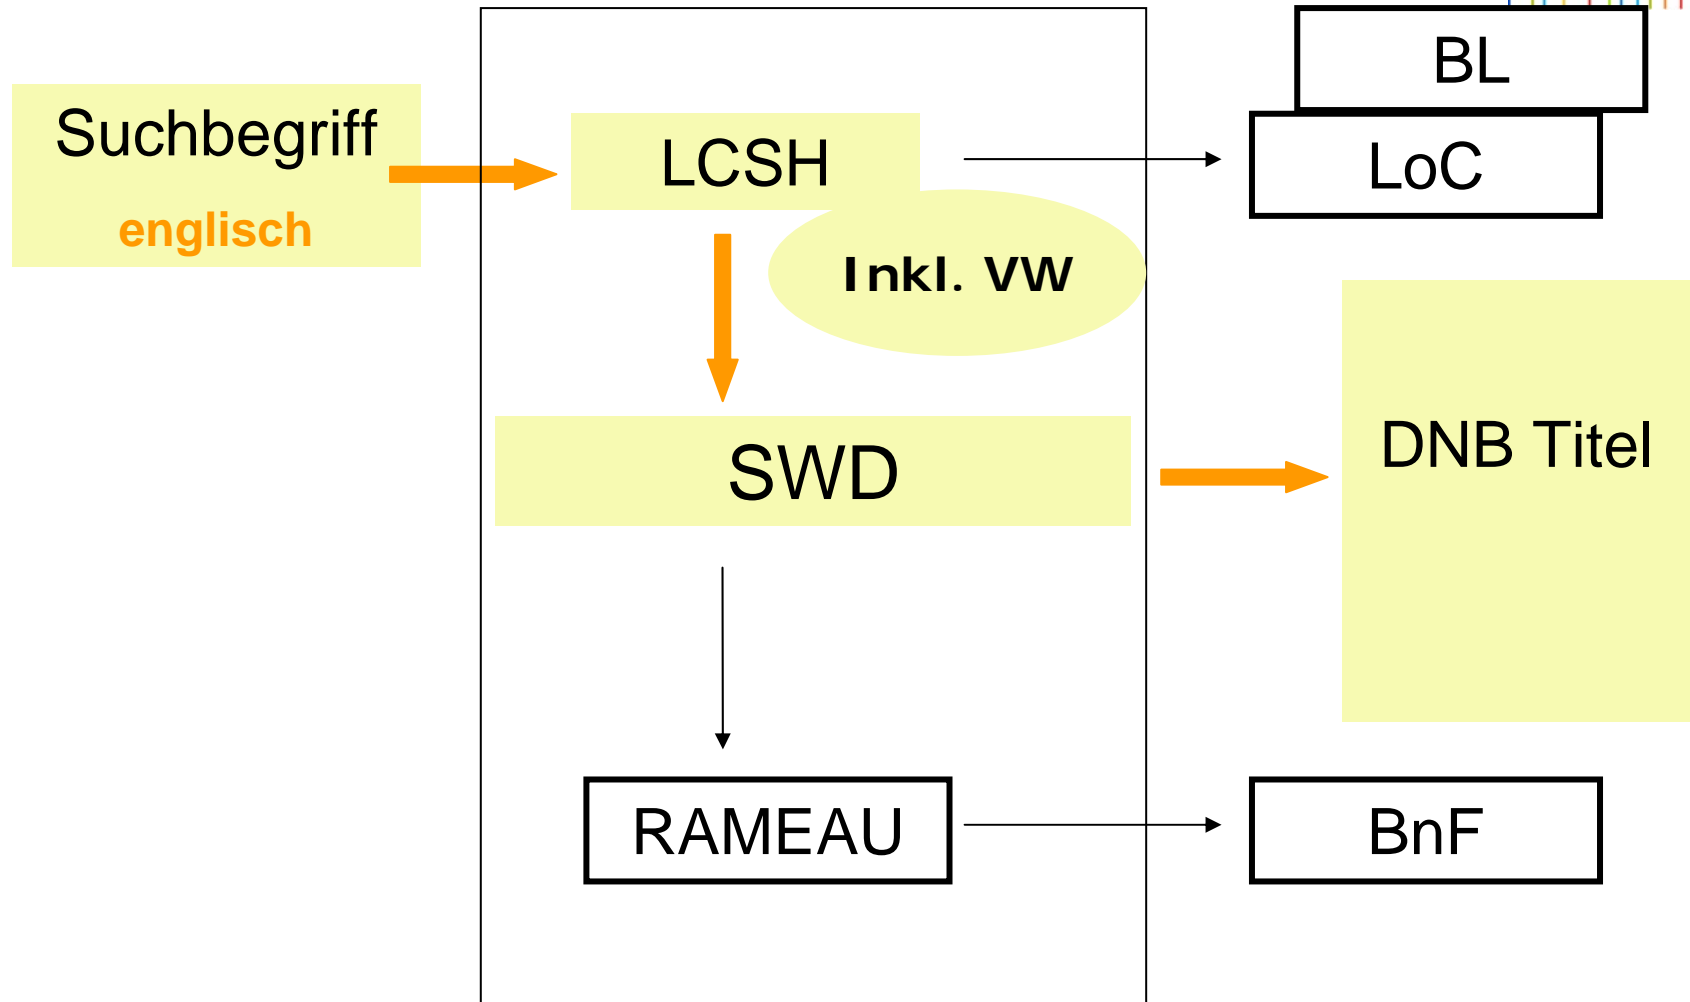 BL
Suchbegriff
englisch
LCSH
LoC
Inkl. VW
SWD
DNB Titel
RAMEAU
BnF